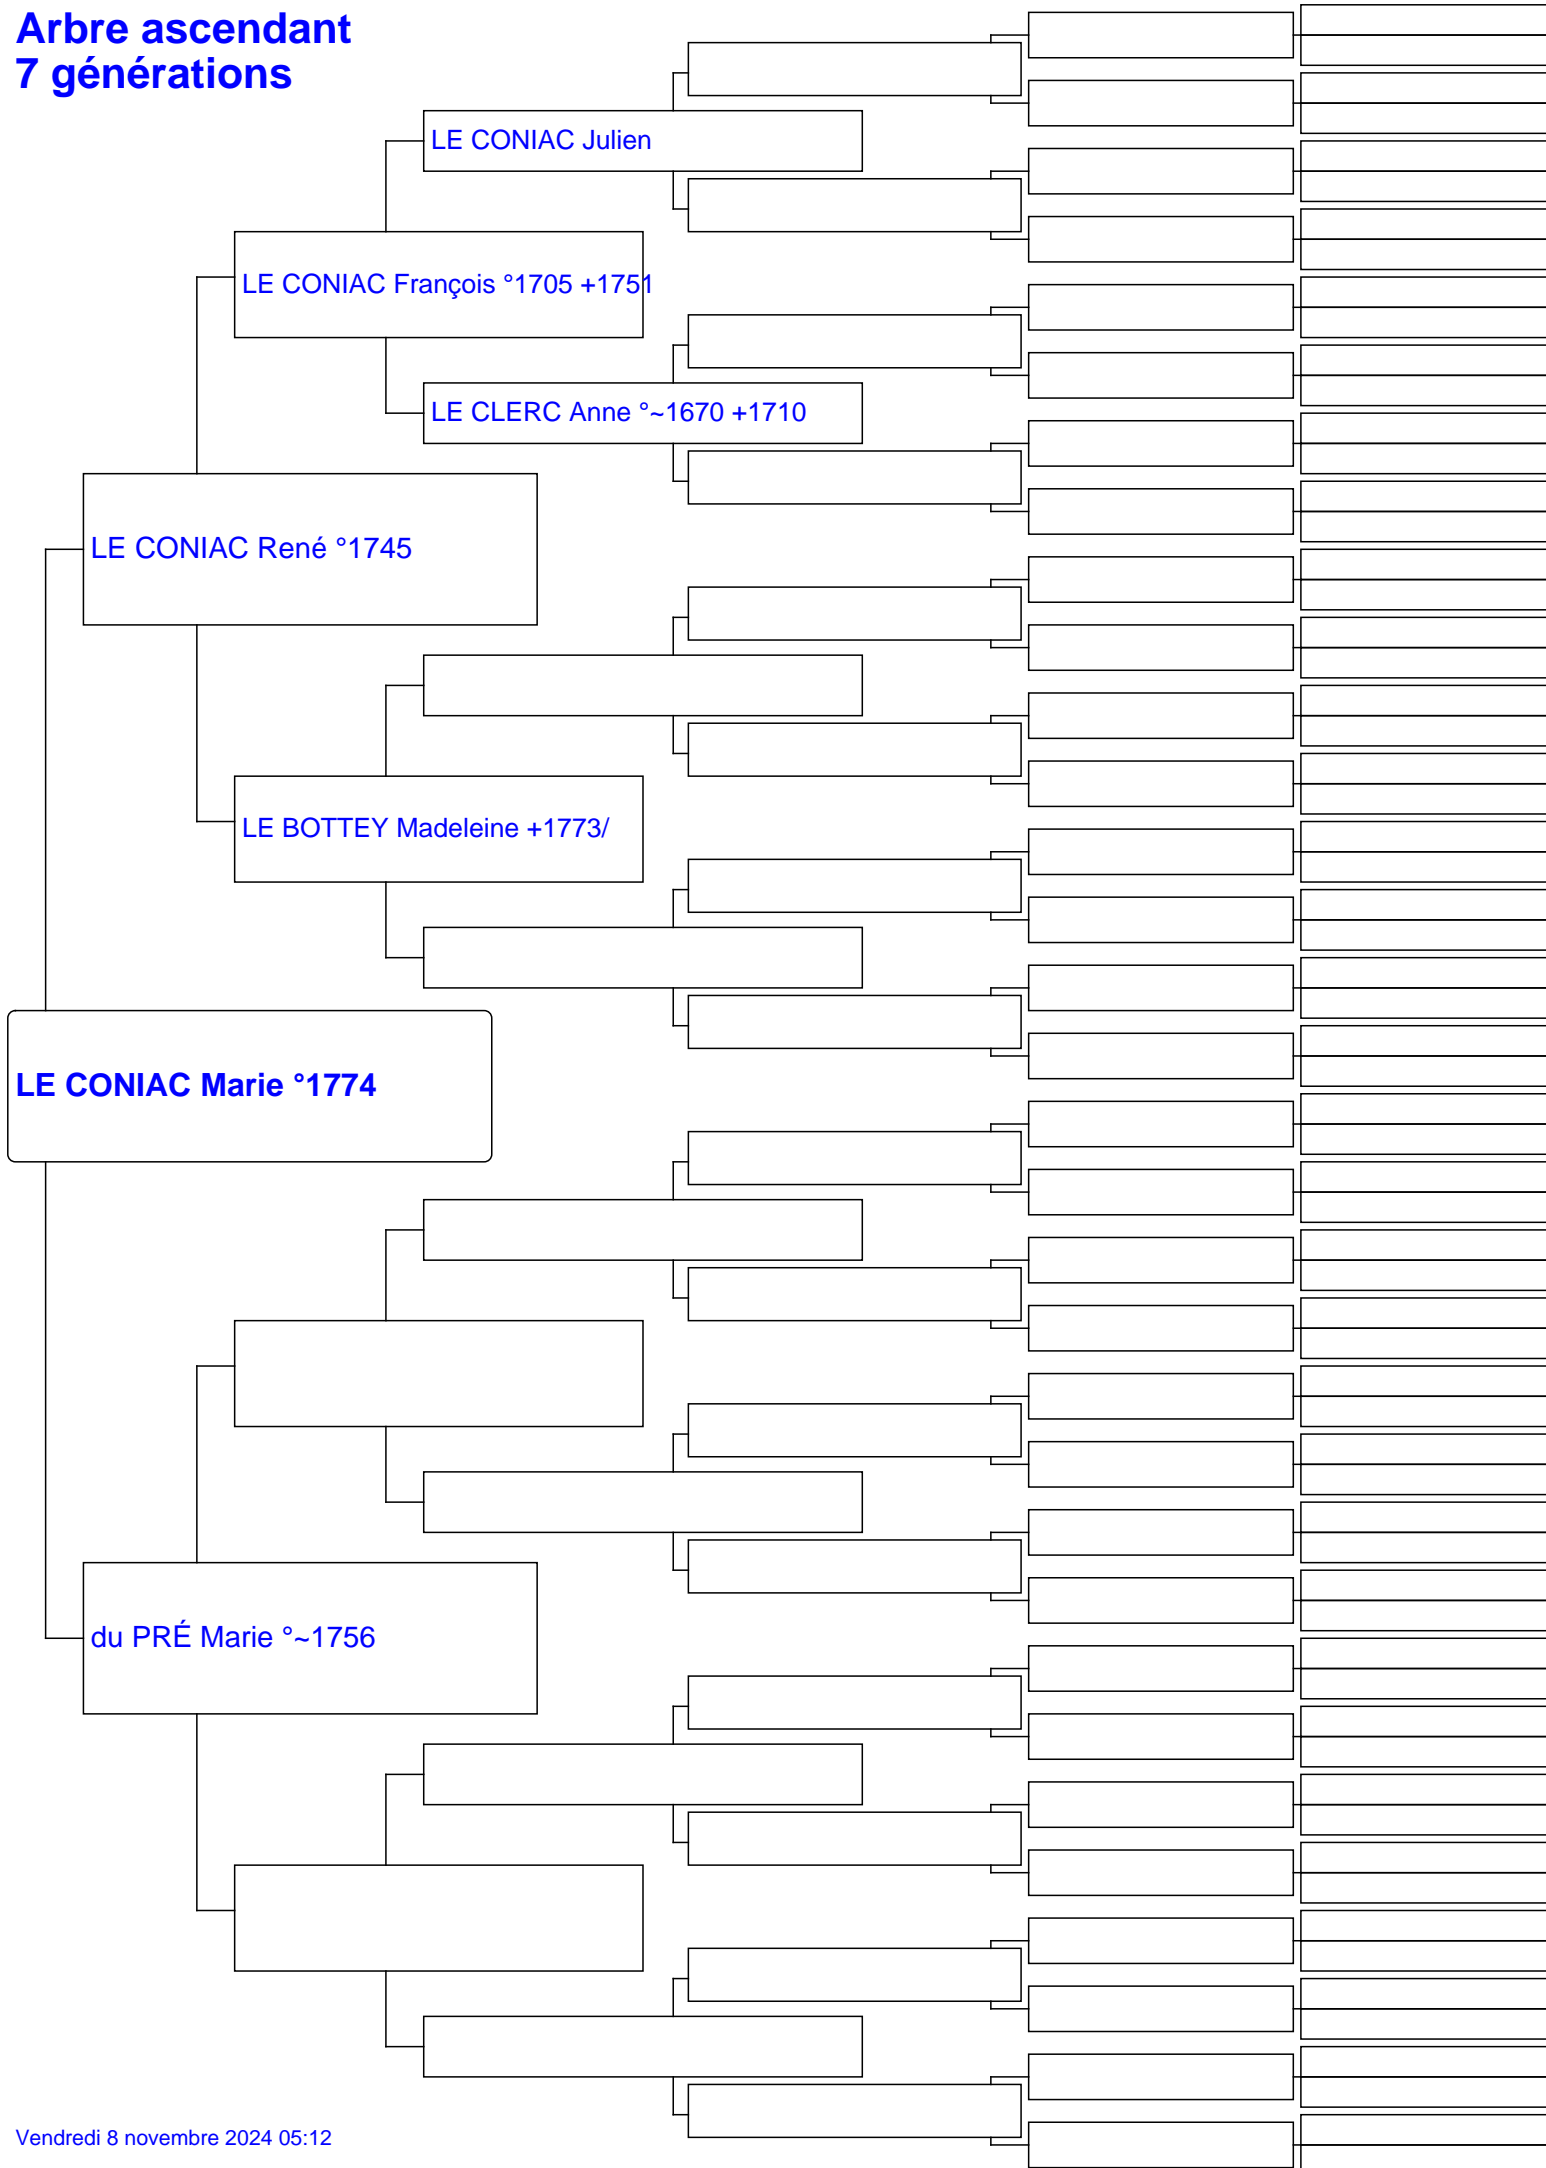 Arbre ascendant
7 générations
LE CONIAC Julien
LE CONIAC François °1705 +1751
LE CLERC Anne °~1670 +1710
LE CONIAC René °1745
LE BOTTEY Madeleine +1773/
LE CONIAC Marie °1774
du PRÉ Marie °~1756
Vendredi 8 novembre 2024 05:12